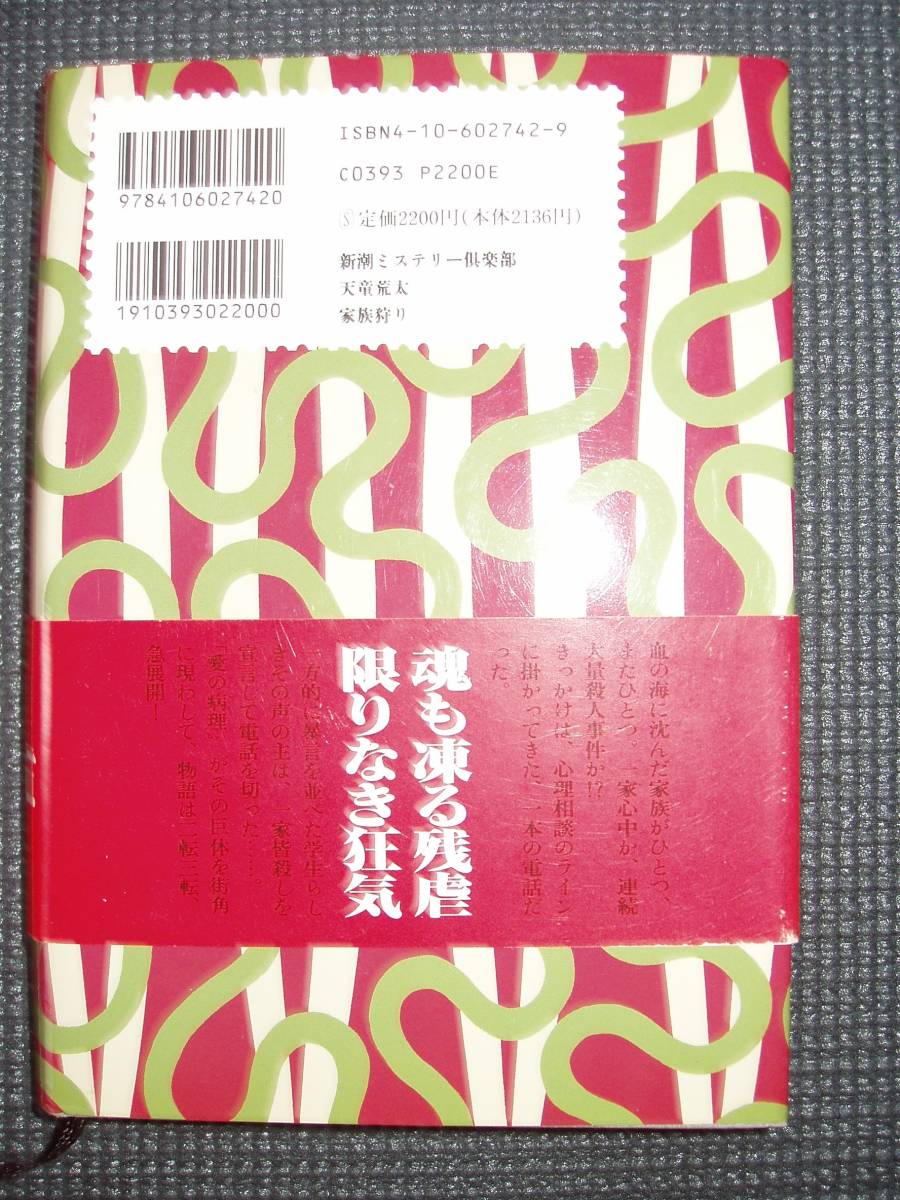 ISBN4-10-602742-9
C0393 P2200E
9784106027420
Ⓢ定価2200円(本体2136円)
1910393022000
新潮ミステリー倶楽部
天童荒太
家族狩り
血の海に沈んだ家族がひとつ、
またひとつ。一家心中か、連続
大量殺人事件か!?
きっかけは、心理相談のライン
に掛かってきた、一本の電話だ
った。
魂も凍る残虐
限りなき狂気
一方的に暴言を並べた学生らし
きその声の主は、一家皆殺しを
宣言して電話を切った……。
「愛の病理」がその巨体を街角
に現わして、物語は二転三転、
急展開!